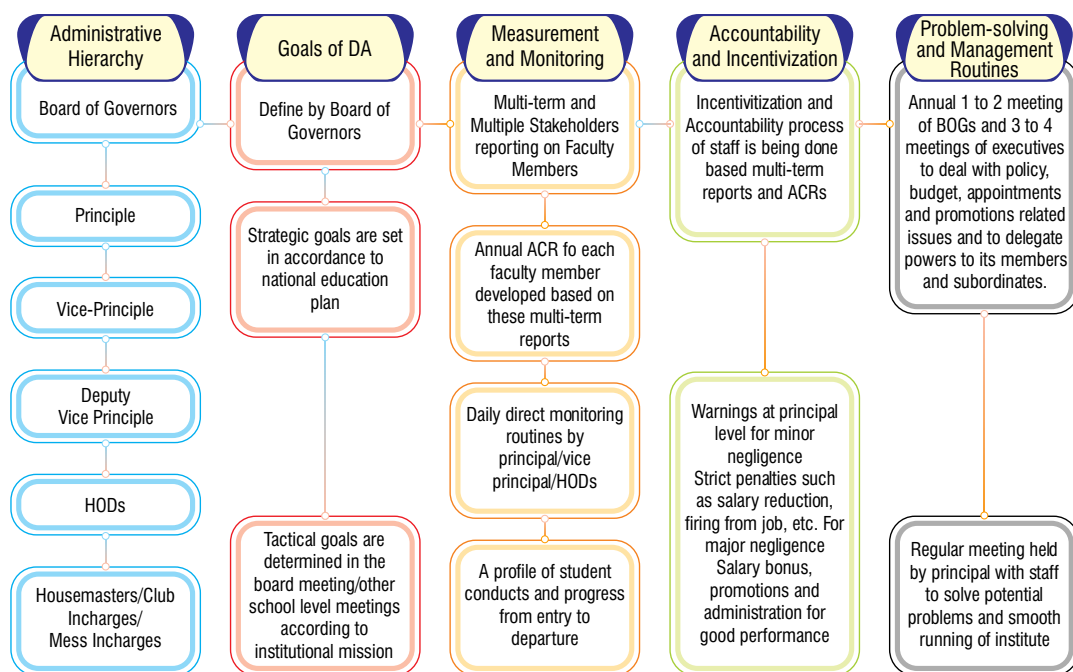 Administrative
Hierarchy
Board of Governors
Principle
Vice-Principle
Deputy
Vice Principle
HODs
Housemasters/Club
Incharges/
Mess Incharges
Goals of DA
Define by Board of
Governors
Strategic goals are set
in accordance to
national education
plan
Tactical goals are
determined in the
board meeting/other
school level meetings
according to
institutional mission
Measurement
and Monitoring
Multi-term and
Multiple Stakeholders
reporting on Faculty
Members
Annual ACR fo each
faculty member
developed based on
these multi-term
reports
Daily direct monitoring
routines by
principal/vice
principal/HODs
A profile of student
conducts and progress
from entry to
departure
Accountability
and Incentivization
Incentivitization and
Accountability process
of staff is being done
based multi-term
reports and ACRs
Warnings at principal
level for minor
negligence
Strict penalties such
as salary reduction,
firing from job, etc. For
major negligence
Salary bonus,
promotions and
administration for
good performance
Problem-solving
and Management
Routines
Annual 1 to 2 meeting
of BOGs and 3 to 4
meetings of executives
to deal with policy,
budget, appointments
and promotions related
issues and to delegate
powers to its members
and subordinates.
Regular meeting held
by principal with staff
to solve potential
problems and smooth
running of institute